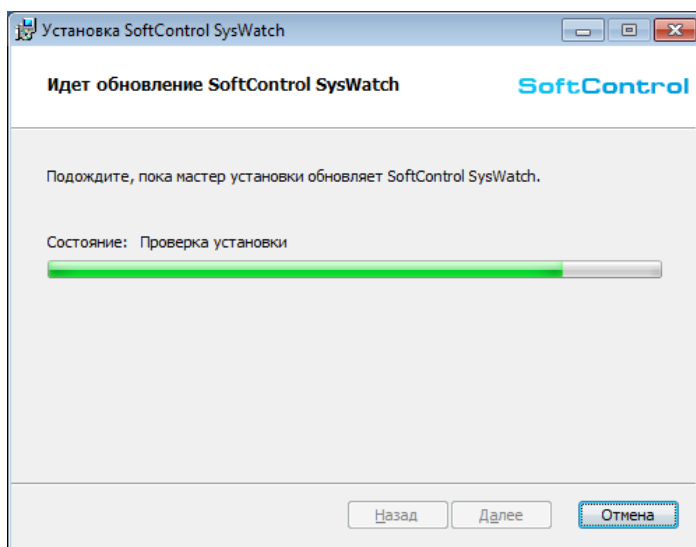 Установка SoftControl SysWatch
Идет обновление SoftControl SysWatch
SoftControl
Подождите, пока мастер установки обновляет SoftControl SysWatch.
Состояние: Проверка установки
Назад Далее Отмена